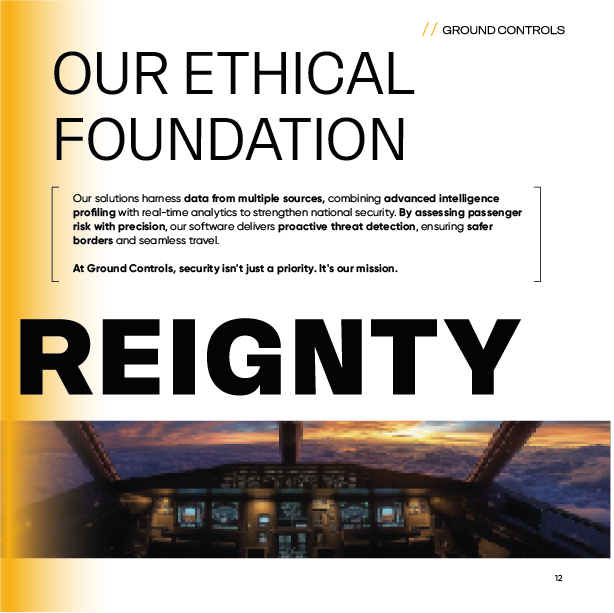 // GROUND CONTROLS
OUR ETHICAL
FOUNDATION
Our solutions harness data from multiple sources, combining advanced intelligence
profiling with real-time analytics to strengthen national security. By assessing passenger
risk with precision, our software delivers proactive threat detection, ensuring safer
borders and seamless travel.
At Ground Controls, security isn't just a priority. It's our mission.
REIGNTY
12